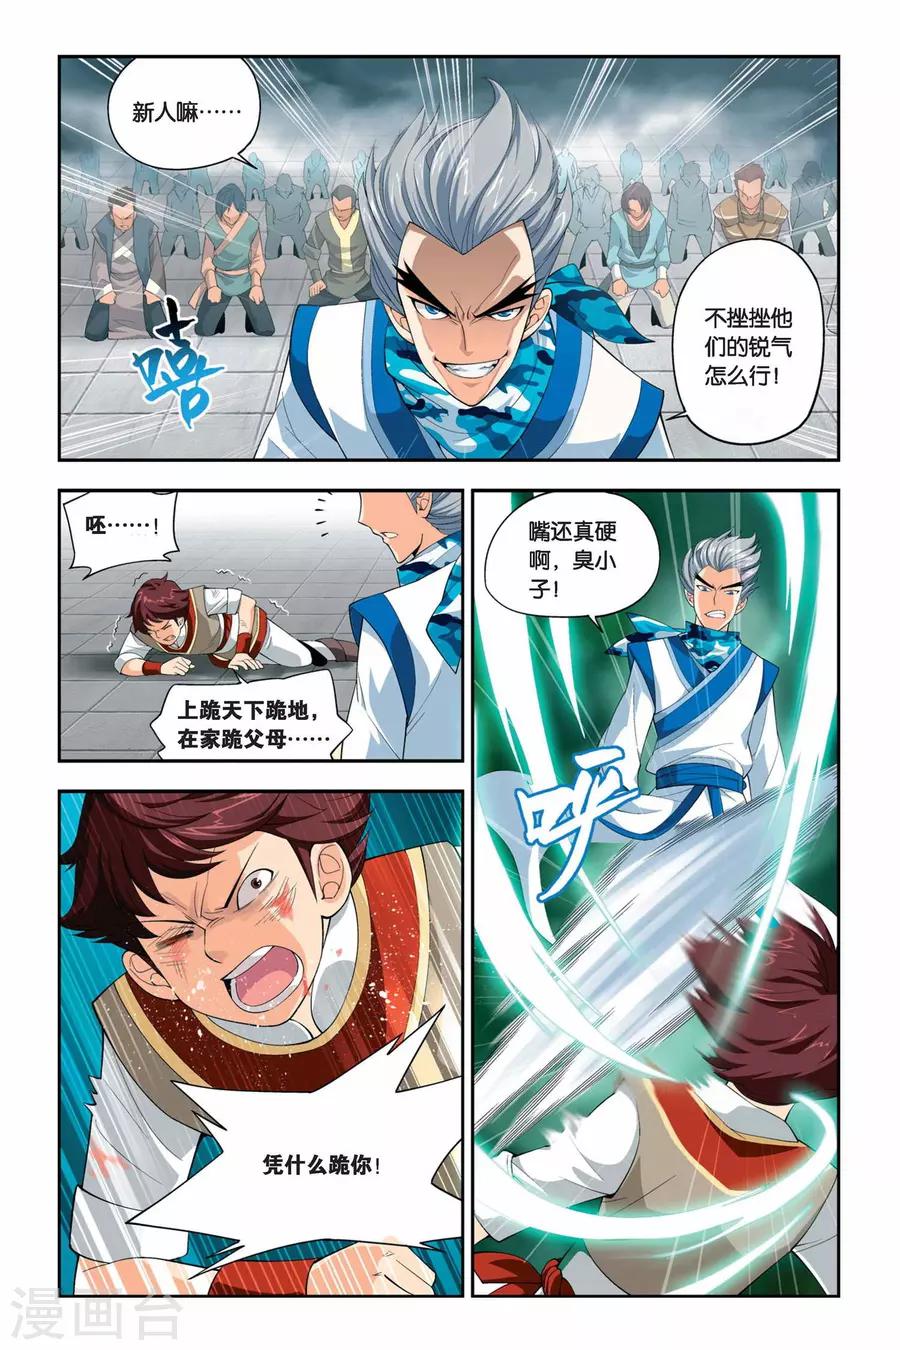 新人嘛……
不挫挫他
们的锐气
怎么行！
嘻
呸……！
上跪天下跪地，
在家跪父母……
凭什么跪你！
嘴还真硬
啊，臭小
子！
呼
漫画台